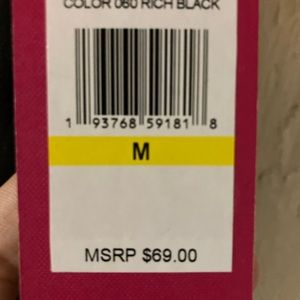 COLOR 060 RICH BLACK
1 93768 59181 8
M
MSRP $69.00